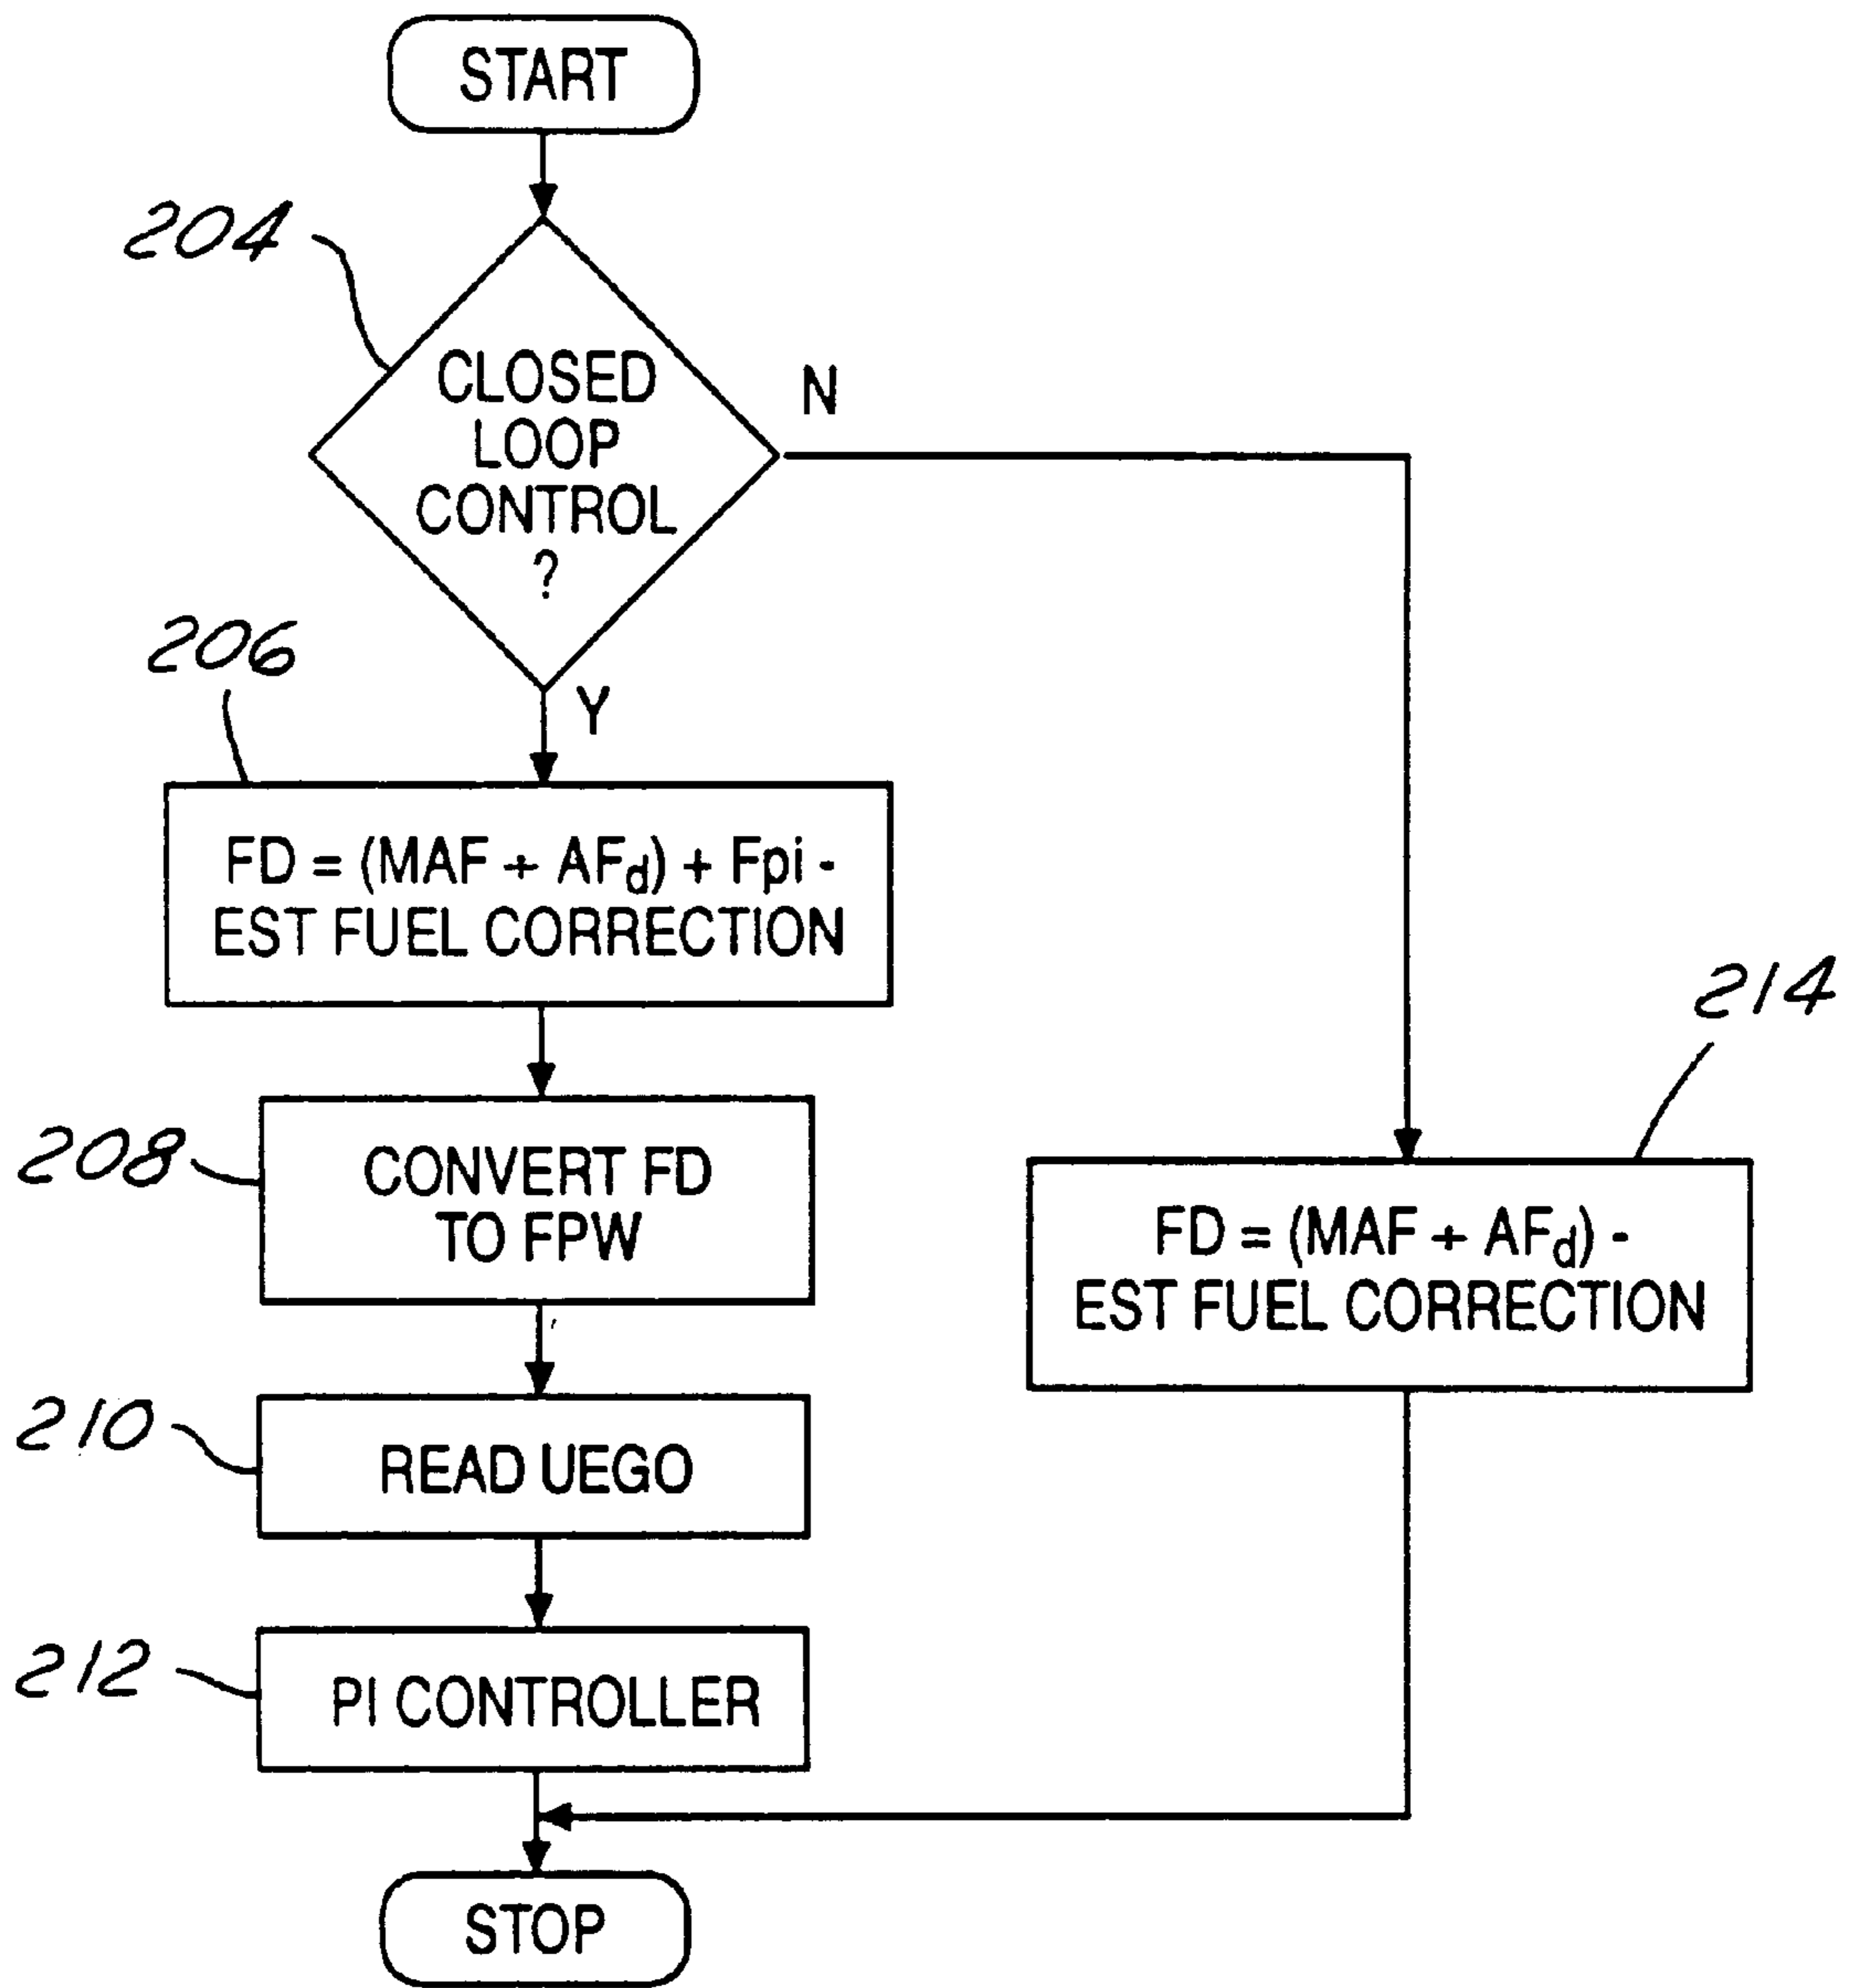 START
204
CLOSED
LOOP
CONTROL
?
N
Y
206
FD = (MAF + AFd) + Fpi -
EST FUEL CORRECTION
208
CONVERT FD
TO FPW
214
FD = (MAF + AFd) -
EST FUEL CORRECTION
210
READ UEGO
212
PI CONTROLLER
STOP